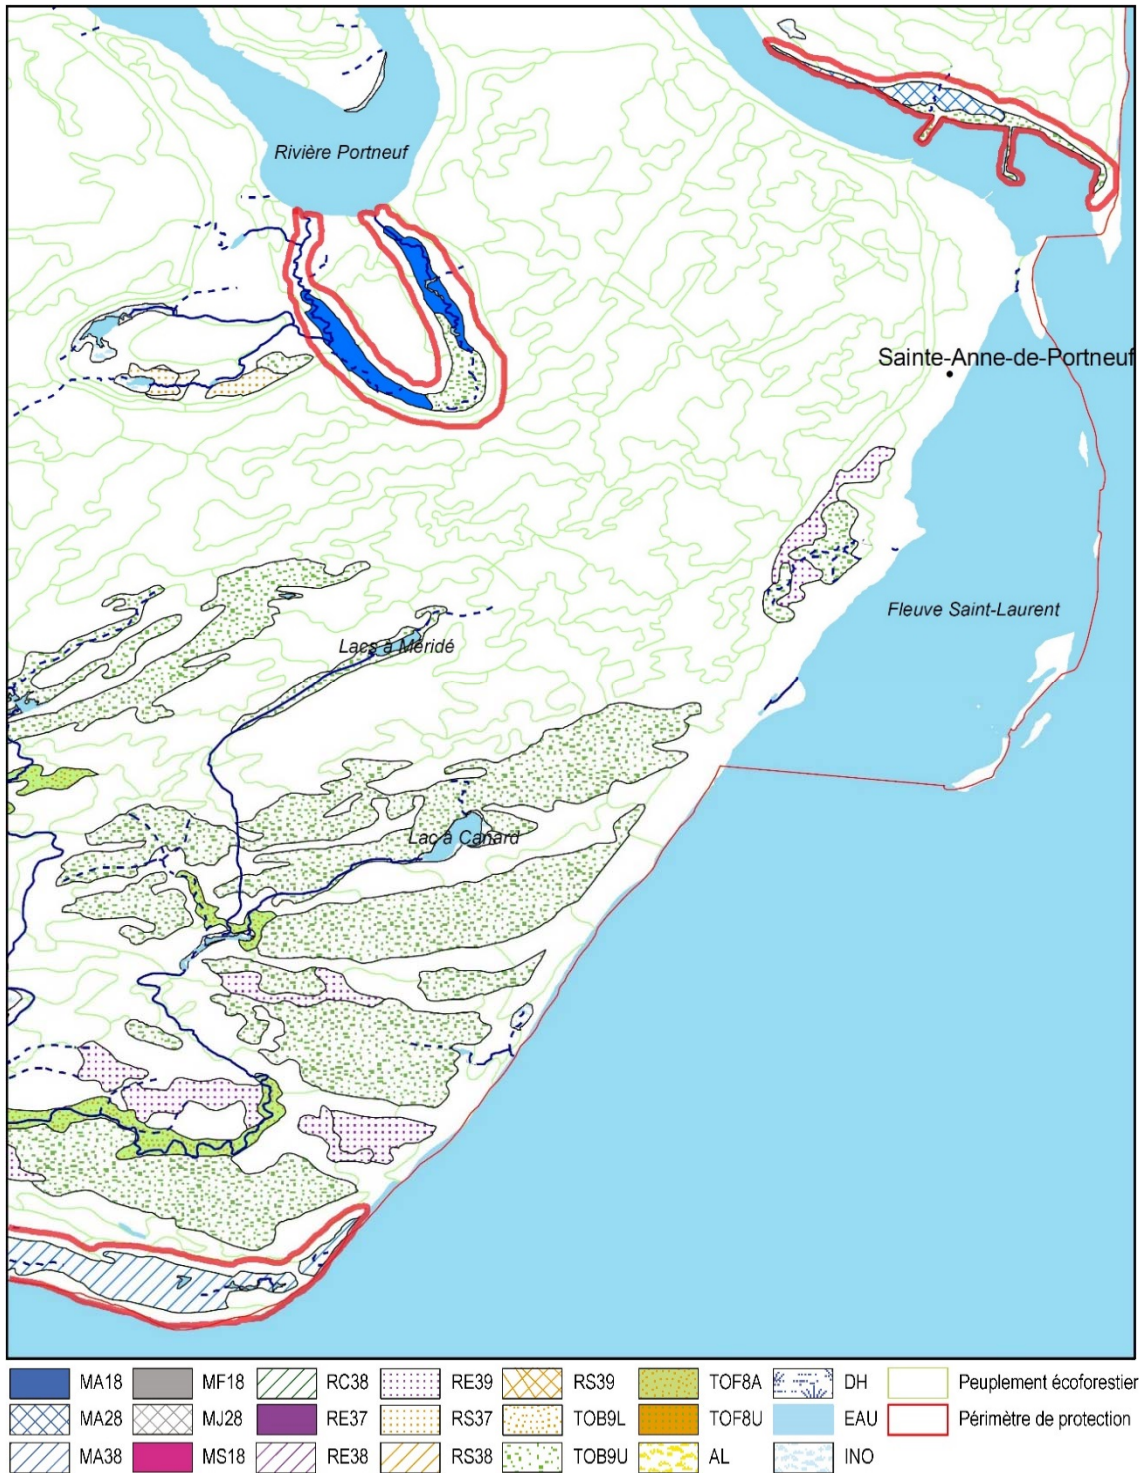 Rivière Portneuf
Sainte-Anne-de-Portneuf
Fleuve Saint-Laurent
Lacs à Méridé
Lac à Canard
MA18 MF18 RC38 RE39 RS39 TOF8A DH Peuplement écoforestier
MA28 MJ28 RE37 RS37 TOB9L TOF8U EAU Périmètre de protection
MA38 MS18 RE38 RS38 TOB9U AL INO